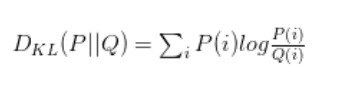 D_{KL}(P||Q) = \sum_i P(i)log\frac{P(i)}{Q(i)}